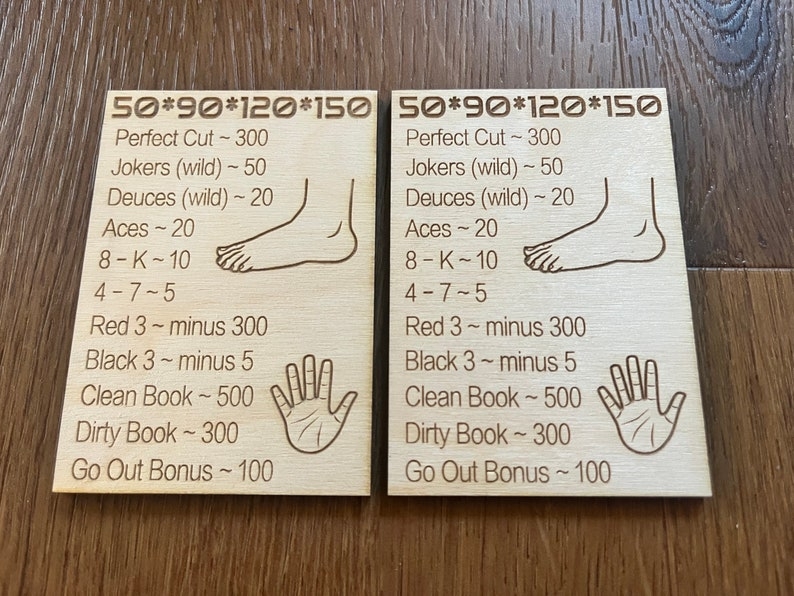 50*90*120*150
Perfect Cut ~ 300
Jokers (wild) ~ 50
Deuces (wild) ~ 20
Aces ~ 20
8 – K ~ 10
4 – 7 ~ 5
Red 3 ~ minus 300
Black 3 ~ minus 5
Clean Book ~ 500
Dirty Book ~ 300
Go Out Bonus ~ 100
50*90*120*150
Perfect Cut ~ 300
Jokers (wild) ~ 50
Deuces (wild) ~ 20
Aces ~ 20
8 – K ~ 10
4 – 7 ~ 5
Red 3 ~ minus 300
Black 3 ~ minus 5
Clean Book ~ 500
Dirty Book ~ 300
Go Out Bonus ~ 100